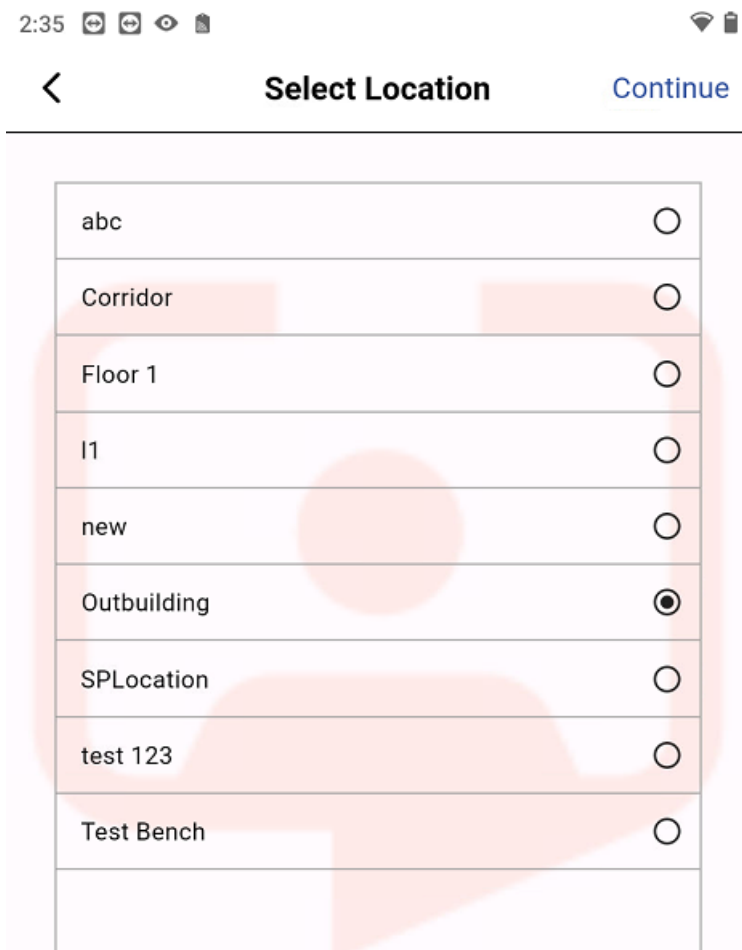 2:35
Select Location
Continue
abc
Corridor
Floor 1
l1
new
Outbuilding
SPLocation
test 123
Test Bench